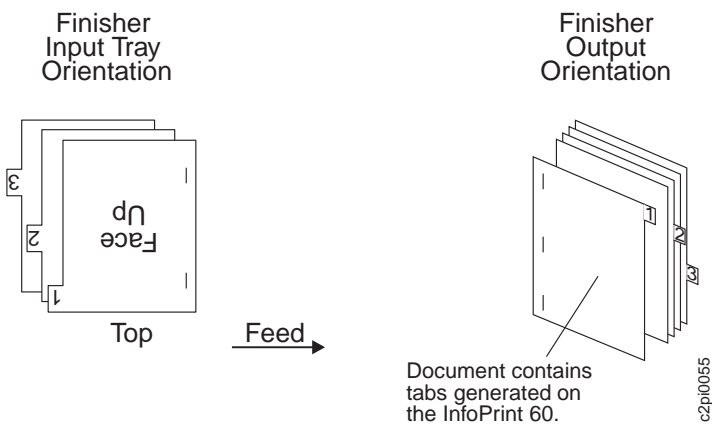 Finisher
Input Tray
Orientation
Finisher
Output
Orientation
3
2
1
Face
Up
Top
Feed
1
2
3
Document contains
tabs generated on
the InfoPrint 60.
c2pi0055